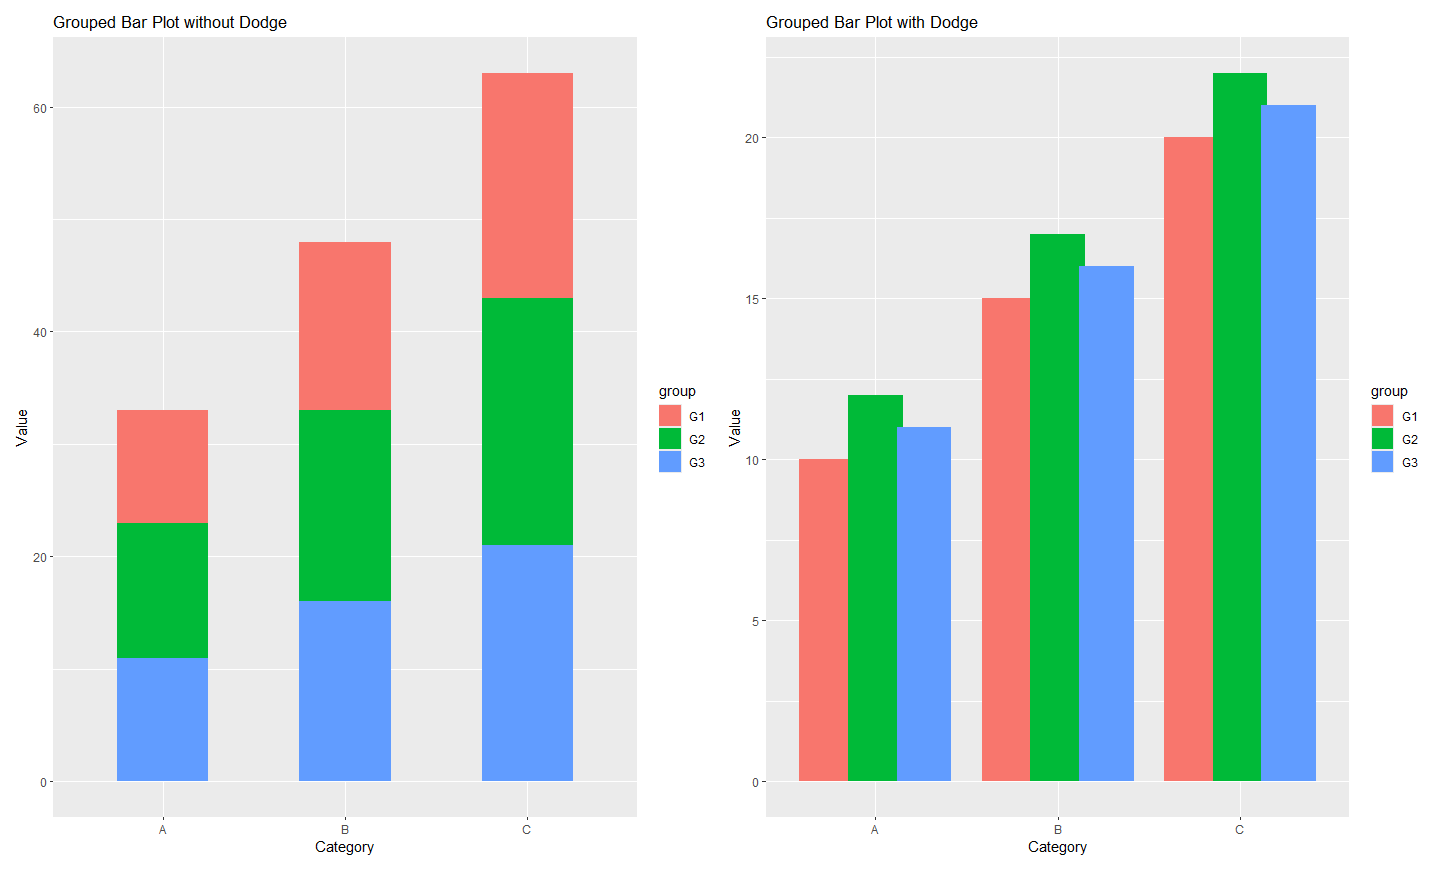 Grouped Bar Plot without Dodge
60
40
20
0
Value
A B C
Category
group
G1
G2
G3
Grouped Bar Plot with Dodge
20
15
10
5
0
Value
A B C
Category
group
G1
G2
G3